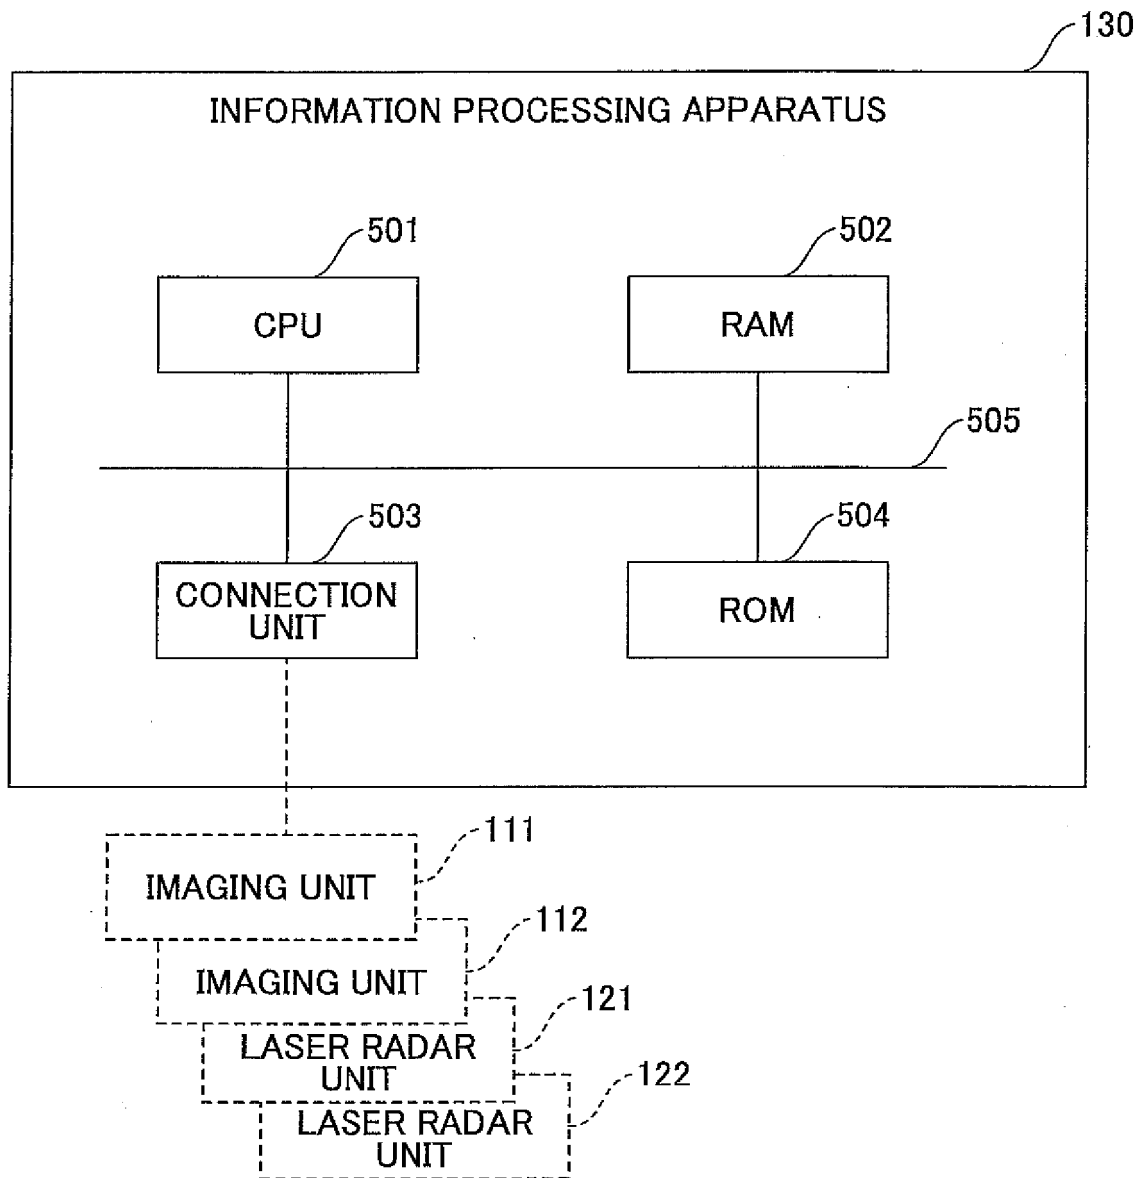 130
INFORMATION PROCESSING APPARATUS
501
502
CPU
RAM
505
503
504
CONNECTION
UNIT
ROM
111
IMAGING UNIT
112
IMAGING UNIT
121
LASER RADAR
UNIT
122
LASER RADAR
UNIT